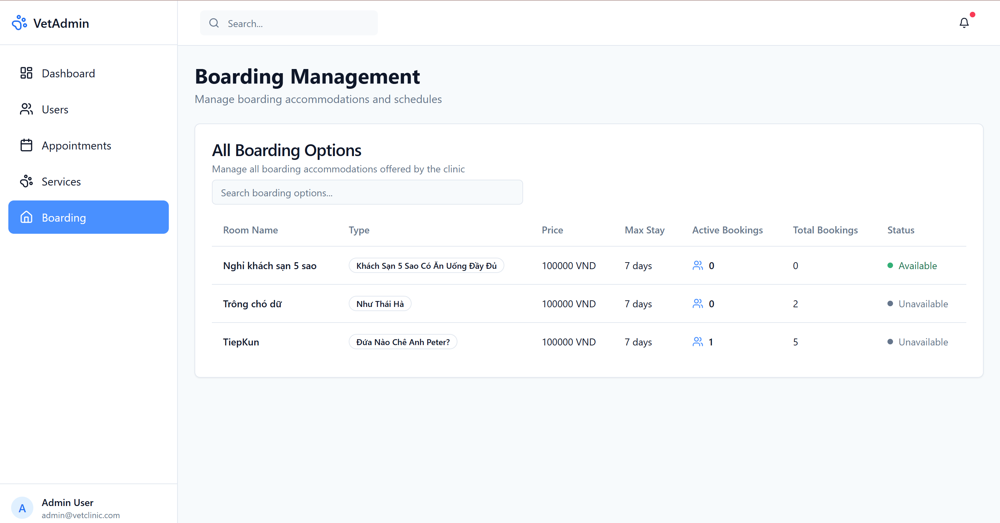 VetAdmin
Search...
Dashboard
Users
Appointments
Services
Boarding
Boarding Management
Manage boarding accommodations and schedules
All Boarding Options
Manage all boarding accommodations offered by the clinic
Search boarding options...
Room Name Type Price Max Stay Active Bookings Total Bookings Status
Nghỉ khách sạn 5 sao Khách Sạn 5 Sao Có Ăn Uống Đầy Đủ 100000 VND 7 days 0 0 Available
Trông chó dữ Như Thái Hà 100000 VND 7 days 0 2 Unavailable
TiepKun Đứa Nào Chê Anh Peter? 100000 VND 7 days 1 5 Unavailable
A
Admin User
admin@vetclinic.com